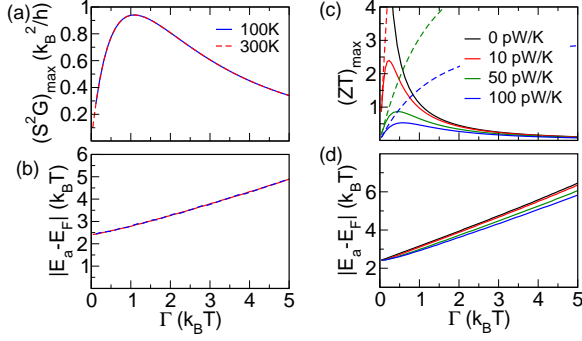 (a)
(S²G)max (kB²/h)
0.8
0.6
0.4
0.2
100K
300K
(b)
|Ea-EF| (kBT)
6
5
4
3
2
1
0
0 1 2 3 4 5
Γ (kBT)
(c)
(ZT)max
4
3
2
1
0 pW/K
10 pW/K
50 pW/K
100 pW/K
(d)
|Ea-EF| (kBT)
6
4
2
0
0 1 2 3 4 5
Γ (kBT)